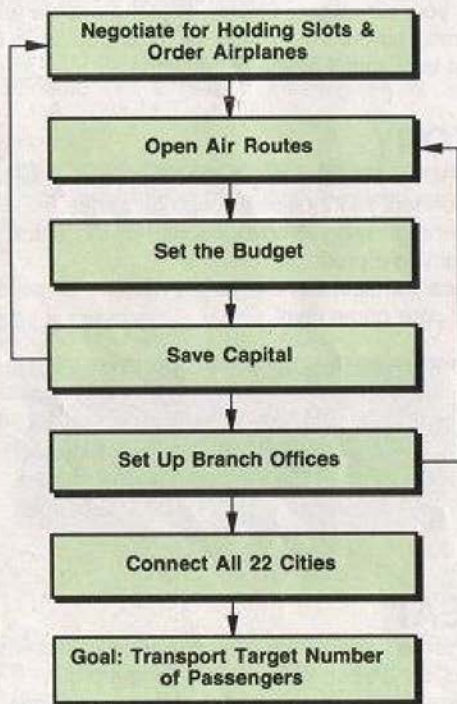 Negotiate for Holding Slots &
Order Airplanes
Open Air Routes
Set the Budget
Save Capital
Set Up Branch Offices
Connect All 22 Cities
Goal: Transport Target Number
of Passengers